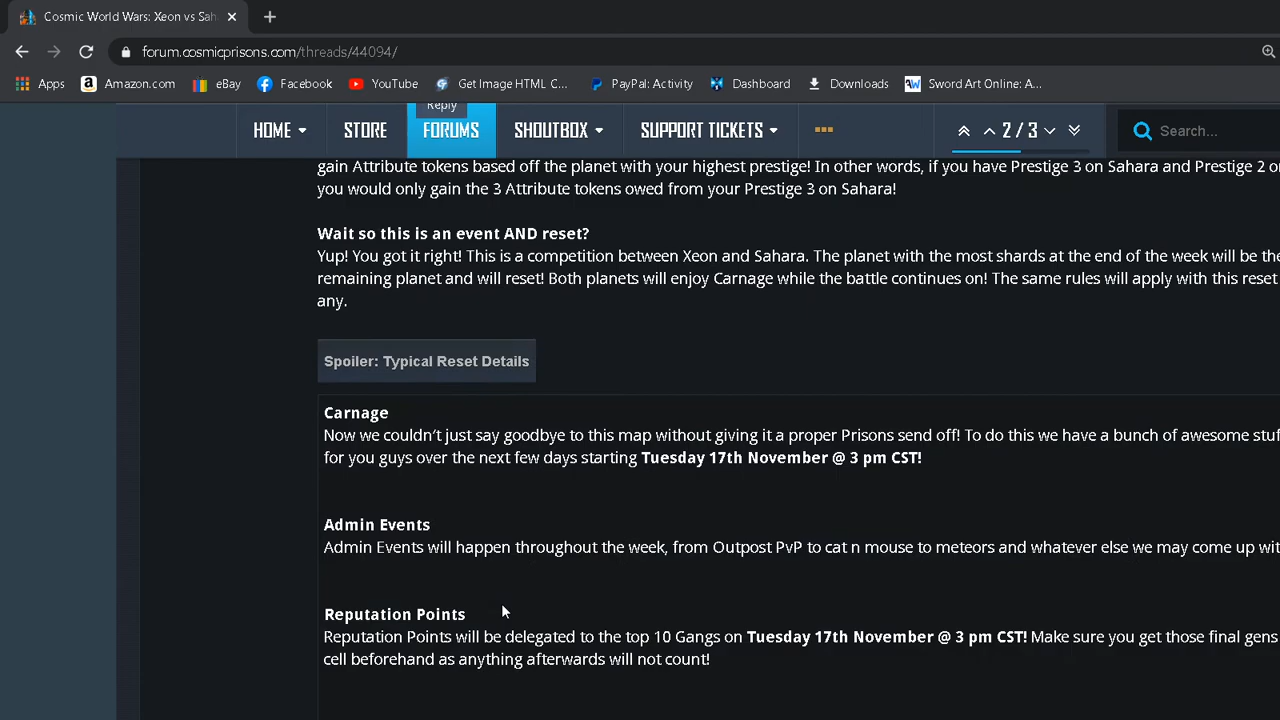 Cosmic World Wars: Xeon vs Sah
forum.cosmicprisons.com/threads/44094/
Apps Amazon.com eBay Facebook YouTube Get Image HTML C... PayPal: Activity Dashboard Downloads Sword Art Online: A...
Reply
HOME STORE FORUMS SHOUTBOX SUPPORT TICKETS 2 / 3 Search...
gain Attribute tokens based off the planet with your highest prestige! In other words, if you have Prestige 3 on Sahara and Prestige 2 o
you would only gain the 3 Attribute tokens owed from your Prestige 3 on Sahara!
Wait so this is an event AND reset?
Yup! You got it right! This is a competition between Xeon and Sahara. The planet with the most shards at the end of the week will be the
remaining planet and will reset! Both planets will enjoy Carnage while the battle continues on! The same rules will apply with this reset
any.
Spoiler: Typical Reset Details
Carnage
Now we couldn't just say goodbye to this map without giving it a proper Prisons send off! To do this we have a bunch of awesome stuf
for you guys over the next few days starting Tuesday 17th November @ 3 pm CST!
Admin Events
Admin Events will happen throughout the week, from Outpost PvP to cat n mouse to meteors and whatever else we may come up wit
Reputation Points
Reputation Points will be delegated to the top 10 Gangs on Tuesday 17th November @ 3 pm CST! Make sure you get those final gens
cell beforehand as anything afterwards will not count!